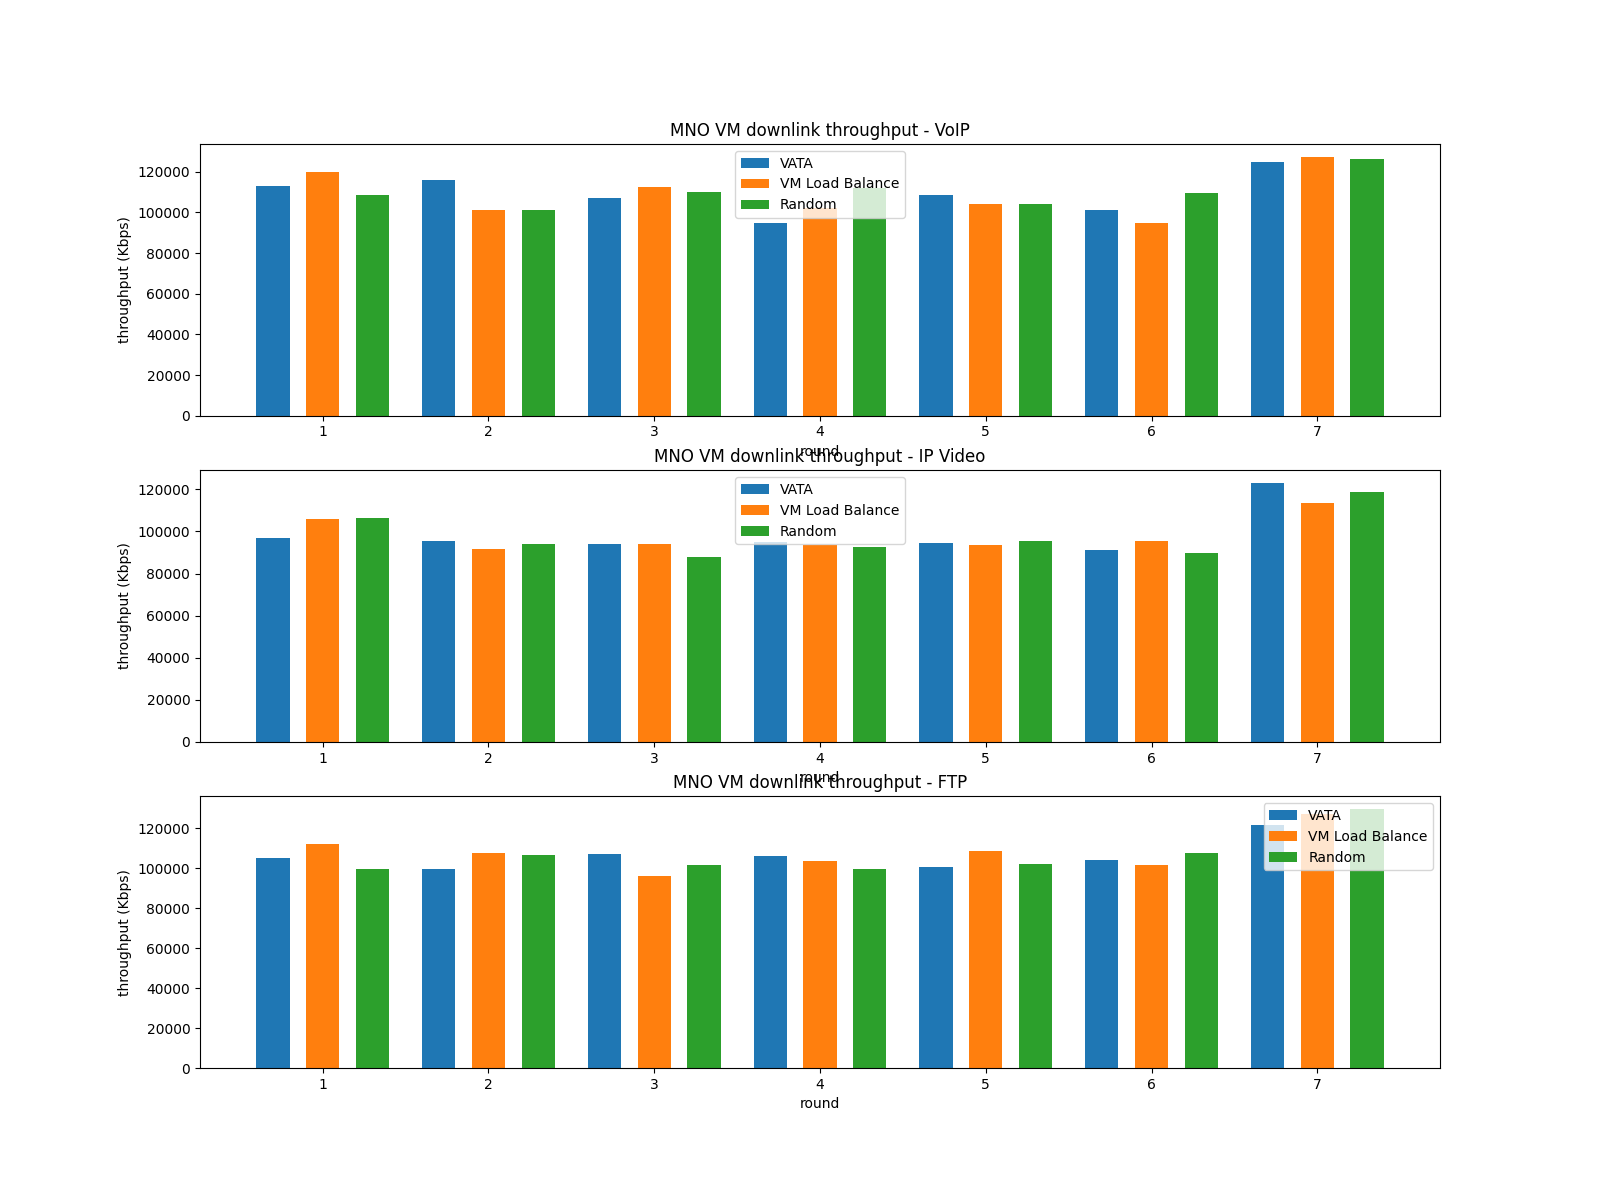 MNO VM downlink throughput - VoIP
throughput (Kbps)
120000
100000
80000
60000
40000
20000
0
VATA
VM Load Balance
Random
1 2 3 4 5 6 7
round
MNO VM downlink throughput - IP Video
throughput (Kbps)
120000
100000
80000
60000
40000
20000
0
VATA
VM Load Balance
Random
1 2 3 4 5 6 7
round
MNO VM downlink throughput - FTP
throughput (Kbps)
120000
100000
80000
60000
40000
20000
0
VATA
VM Load Balance
Random
1 2 3 4 5 6 7
round